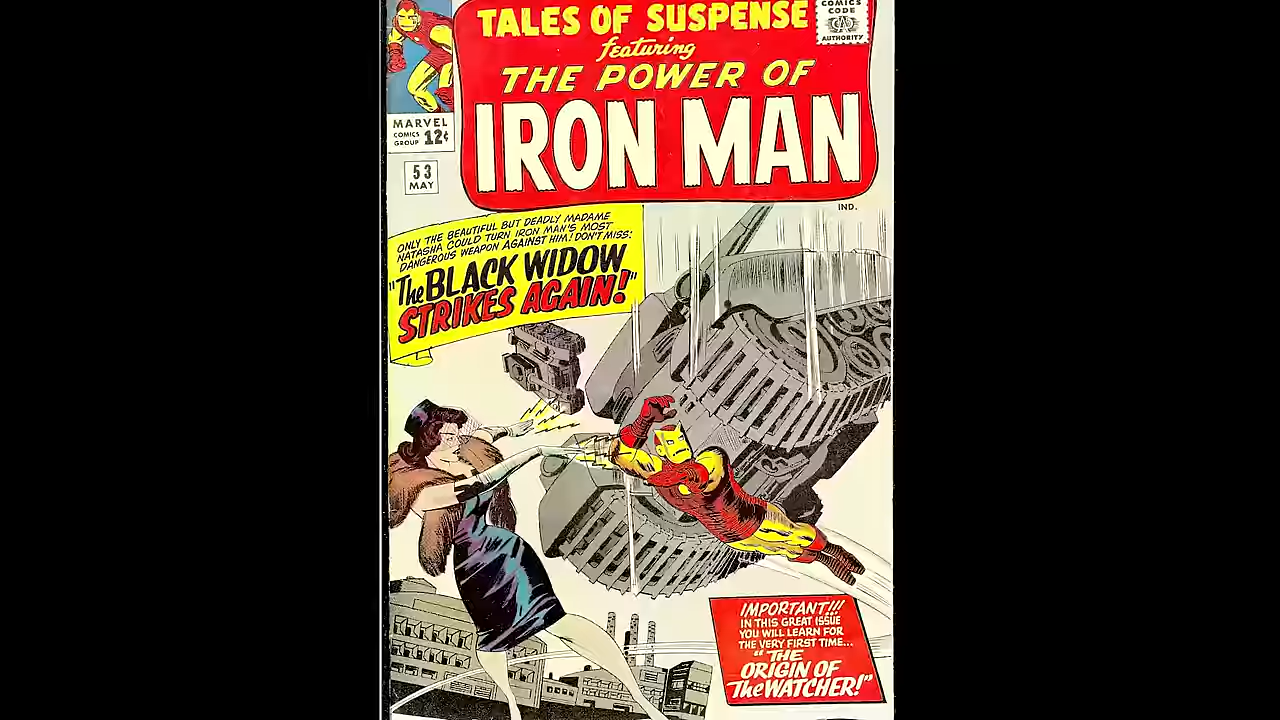 TALES OF SUSPENSE
featuring
THE POWER OF
IRON MAN
COMICS
CODE
CA
AUTHORITY
MARVEL
COMICS
GROUP 12¢
53
MAY
IND.
ONLY THE BEAUTIFUL BUT DEADLY MADAME
NATASHA COULD TURN IRON MAN'S MOST
DANGEROUS WEAPON AGAINST HIM! DON'T MISS:
"The BLACK WIDOW
STRIKES AGAIN!"
IMPORTANT!!!
IN THIS GREAT ISSUE
YOU WILL LEARN FOR
THE VERY FIRST TIME...
"THE
ORIGIN OF
The WATCHER!"